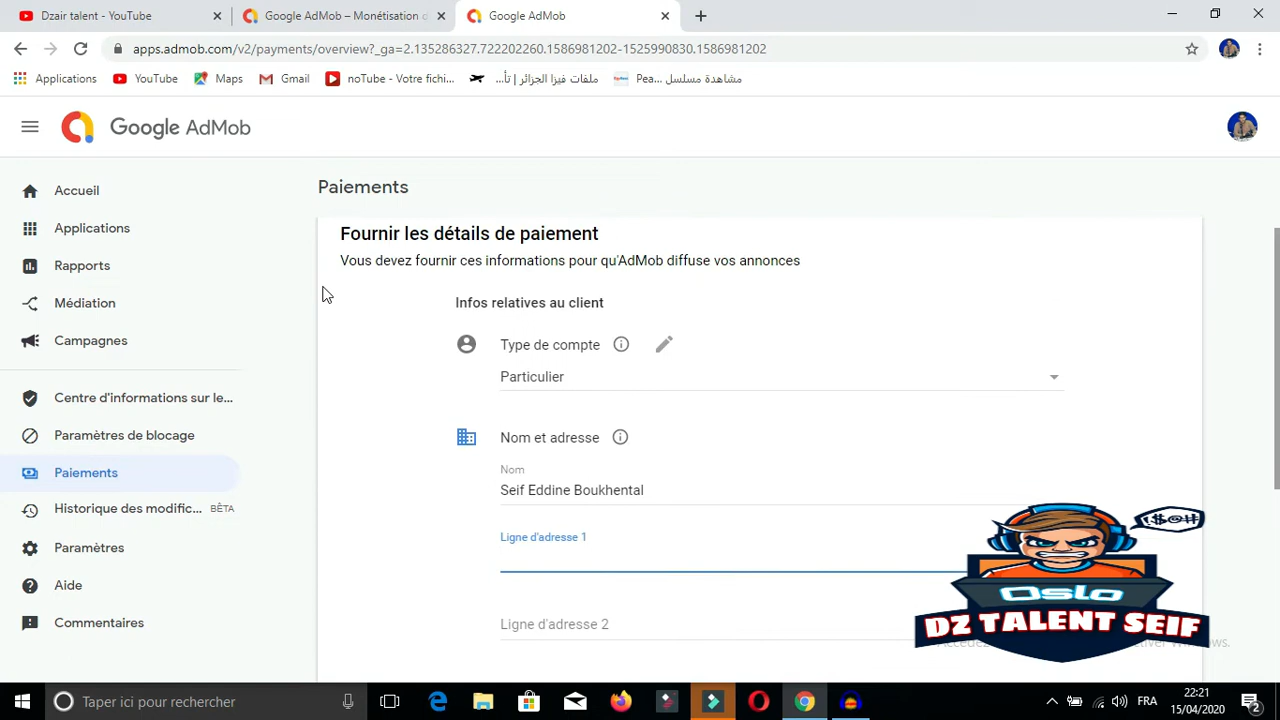 Dzair talent - YouTube
Google AdMob – Monétisation d
Google AdMob
apps.admob.com/v2/payments/overview?_ga=2.135286327.722202260.1586981202-1525990830.1586981202
Applications
YouTube
Maps
Gmail
noTube - Votre fichi...
ملفات فيزا الجزائر | تأ...
Pea... مشاهدة مسلسل
Google AdMob
Accueil
Applications
Rapports
Médiation
Campagnes
Centre d'informations sur le...
Paramètres de blocage
Paiements
Historique des modific... BÊTA
Paramètres
Aide
Commentaires
Paiements
Fournir les détails de paiement
Vous devez fournir ces informations pour qu'AdMob diffuse vos annonces
Infos relatives au client
Type de compte
Particulier
Nom et adresse
Nom
Seif Eddine Boukhental
Ligne d'adresse 1
Ligne d'adresse 2
!$@#!
Oslo
DZ TALENT SEIF
Windows.
Taper ici pour rechercher
FRA
22:21
15/04/2020
2